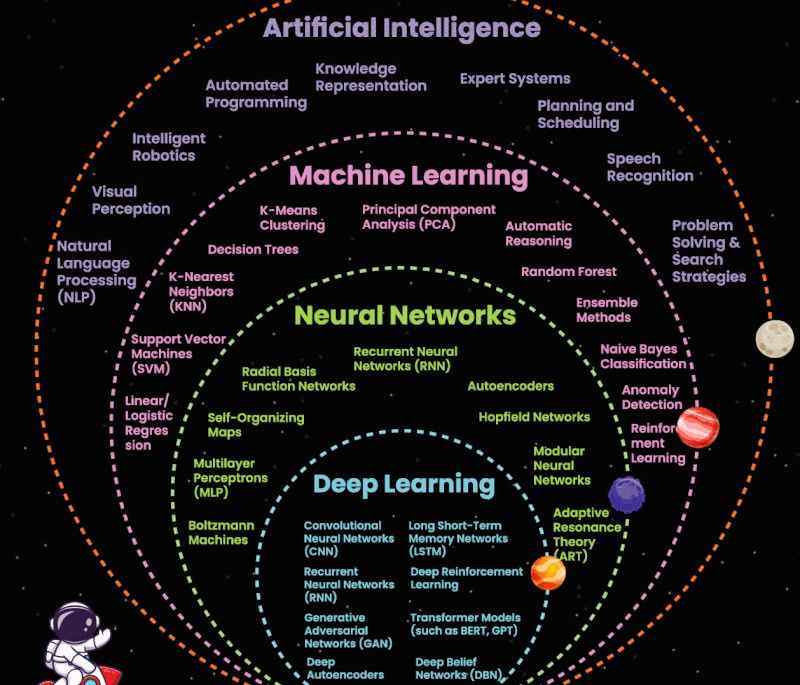 Artificial Intelligence
Knowledge
Representation
Expert Systems
Automated
Programming
Planning and
Scheduling
Intelligent
Robotics
Speech
Recognition
Visual
Perception
Problem
Solving &
Search
Strategies
Natural
Language
Processing
(NLP)
Machine Learning
K-Means
Clustering
Principal Component
Analysis (PCA)
Automatic
Reasoning
Decision Trees
Random Forest
K-Nearest
Neighbors
(KNN)
Ensemble
Methods
Support Vector
Machines
(SVM)
Naive Bayes
Classification
Linear/
Logistic
Regres
sion
Anomaly
Detection
ment
Learning
Neural Networks
Recurrent Neural
Networks (RNN)
Radial Basis
Function Networks
Autoencoders
Self-Organizing
Maps
Hopfield Networks
Multilayer
Perceptrons
(MLP)
Modular
Neural
Networks
Boltzmann
Machines
Adaptive
Resonance
Theory
(ART)
Deep Learning
Convolutional
Neural Networks
(CNN)
Long Short-Term
Memory Networks
(LSTM)
Recurrent
Neural Networks
(RNN)
Deep Reinforcement
Learning
Generative
Adversarial
Networks (GAN)
Transformer Models
(such as BERT, GPT)
Deep
Autoencoders
Deep Belief
Networks (DBN)